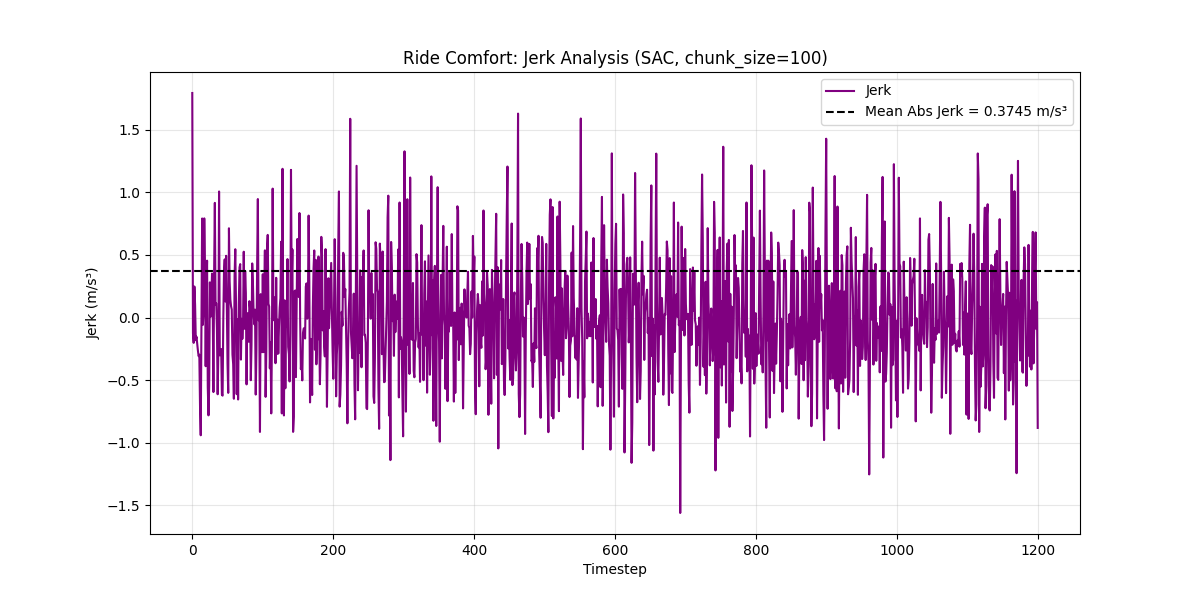 Ride Comfort: Jerk Analysis (SAC, chunk_size=100)
Jerk
Mean Abs Jerk = 0.3745 m/s³
Jerk (m/s³)
1.5
1.0
0.5
0.0
−0.5
−1.0
−1.5
0 200 400 600 800 1000 1200
Timestep